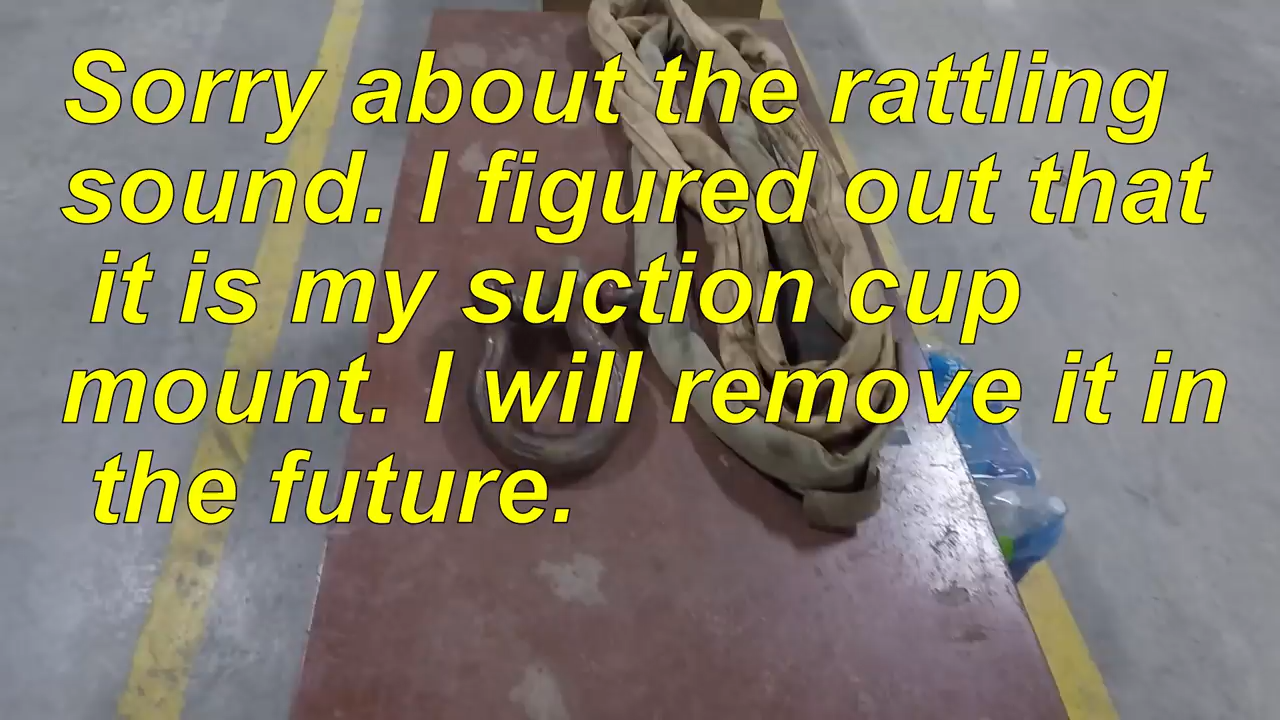 Sorry about the rattling
sound. I figured out that
it is my suction cup
mount. I will remove it in
the future.